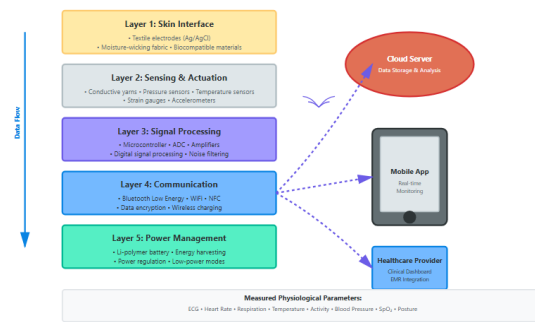 Layer 1: Skin Interface
• Textile electrodes (Ag/AgCl)
• Moisture-wicking fabric • Biocompatible materials
Layer 2: Sensing & Actuation
• Conductive yarns • Pressure sensors • Temperature sensors
• Strain gauges • Accelerometers
Layer 3: Signal Processing
• Microcontroller • ADC • Amplifiers
• Digital signal processing • Noise filtering
Layer 4: Communication
• Bluetooth Low Energy • WiFi • NFC
• Data encryption • Wireless charging
Layer 5: Power Management
• Li-polymer battery • Energy harvesting
• Power regulation • Low-power modes
Data Flow
Cloud Server
Data Storage & Analysis
Mobile App
Real-time
Monitoring
Healthcare Provider
Clinical Dashboard
EMR Integration
Measured Physiological Parameters:
ECG • Heart Rate • Respiration • Temperature • Activity • Blood Pressure • SpO₂ • Posture